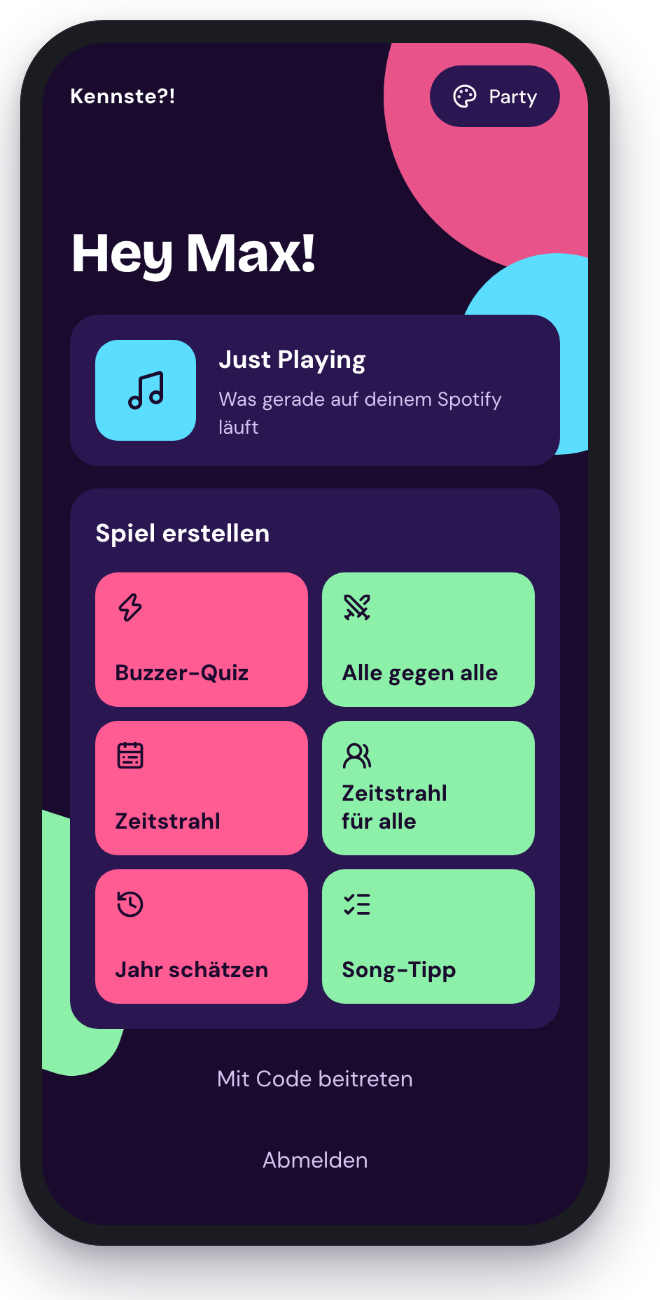 Kennste?!
Party
Hey Max!
Just Playing
Was gerade auf deinem Spotify
läuft
Spiel erstellen
Buzzer-Quiz
Alle gegen alle
Zeitstrahl
Zeitstrahl
für alle
Jahr schätzen
Song-Tipp
Mit Code beitreten
Abmelden